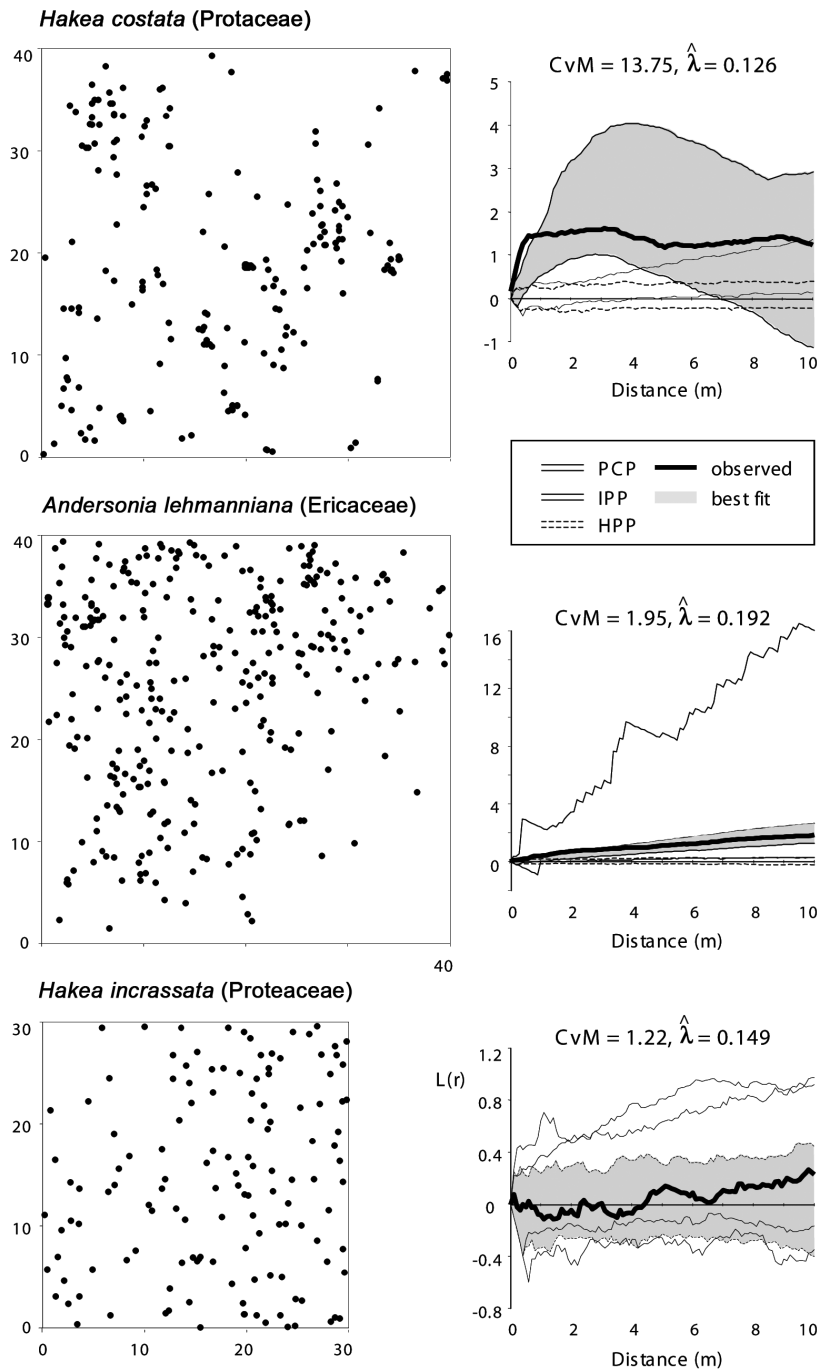 Hakea costata (Protaceae)
40
30
20
10
0
CvM = 13.75, λ̂ = 0.126
5
4
3
2
1
0
-1
0 2 4 6 8 10
Distance (m)
PCP observed
IPP best fit
HPP
Andersonia lehmanniana (Ericaceae)
40
30
20
10
0
40
CvM = 1.95, λ̂ = 0.192
16
12
8
4
0
0 2 4 6 8 10
Distance (m)
Hakea incrassata (Proteaceae)
30
20
10
0
0 10 20 30
CvM = 1.22, λ̂ = 0.149
L(r)
1.2
0.8
0.4
0
-0.4
-0.8
0 2 4 6 8 10
Distance (m)